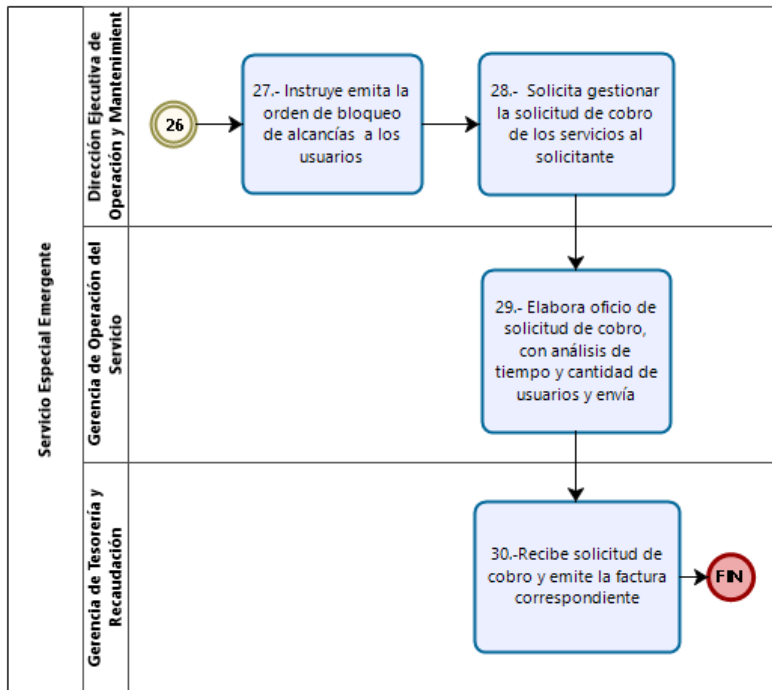 Servicio Especial Emergente
Dirección Ejecutiva de
Operación y Mantenimient
26
27.- Instruye emita la
orden de bloqueo
de alcancías a los
usuarios
28.- Solicita gestionar
la solicitud de cobro
de los servicios al
solicitante
Gerencia de Operación del
Servicio
29.- Elabora oficio de
solicitud de cobro,
con análisis de
tiempo y cantidad de
usuarios y envía
Gerencia de Tesorería y
Recaudación
30.-Recibe solicitud de
cobro y emite la factura
correspondiente
FIN